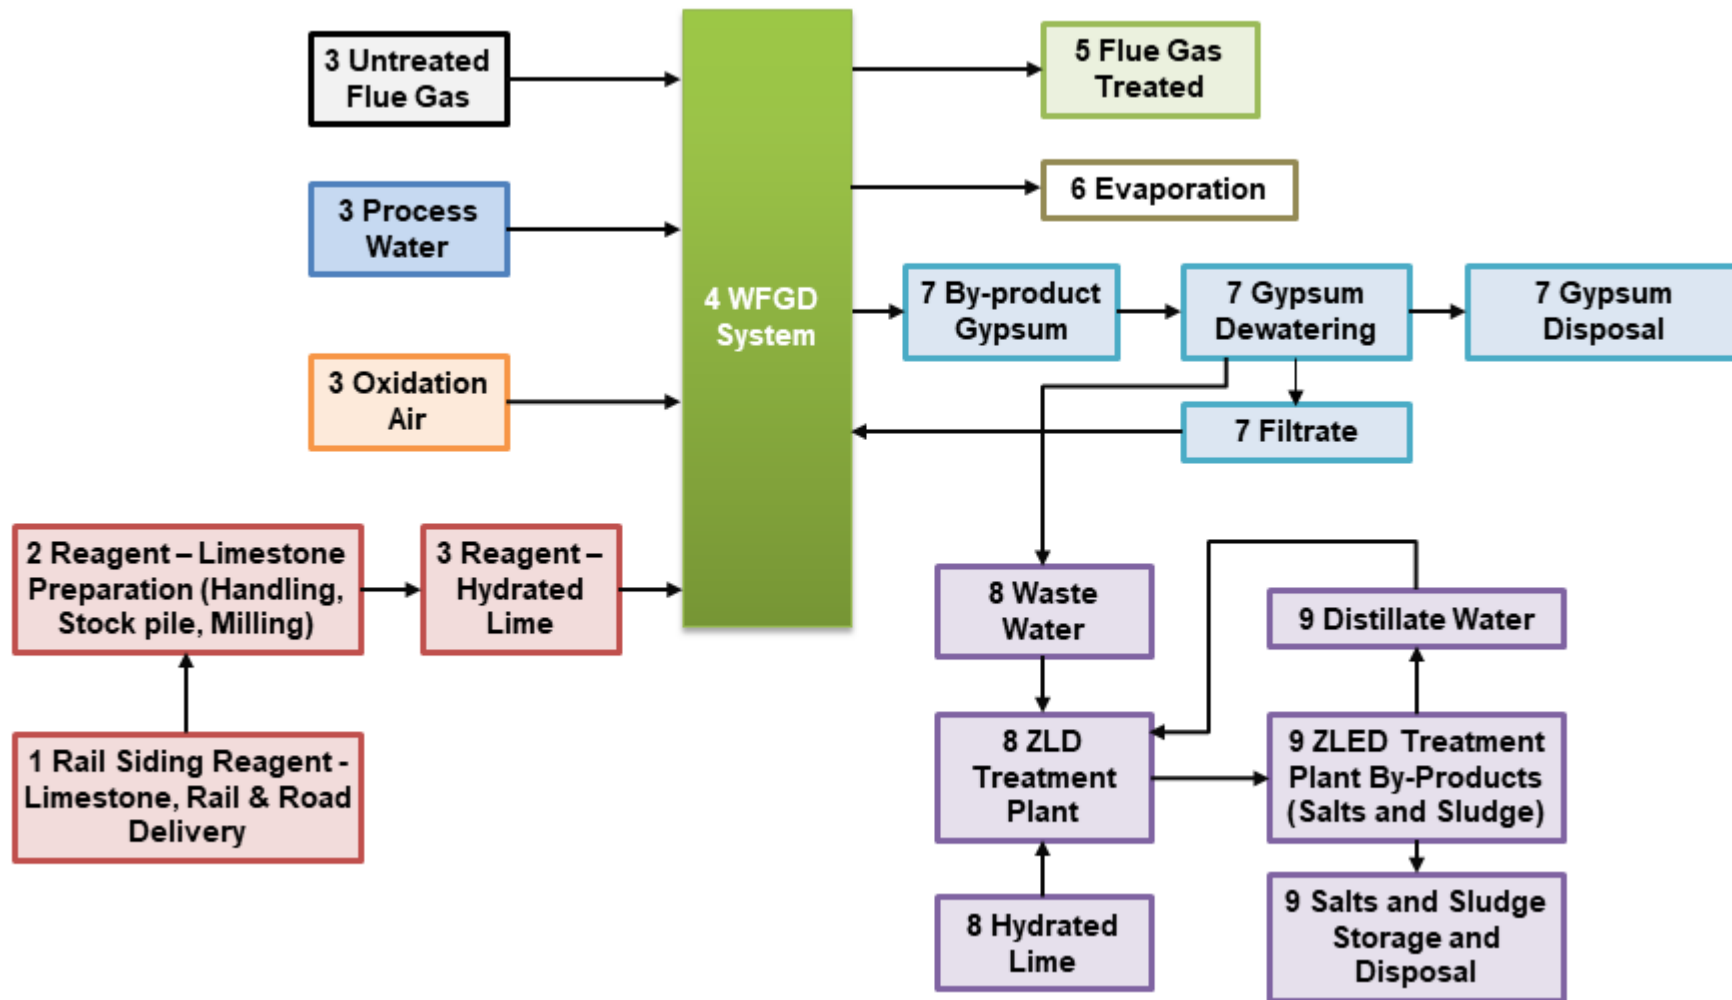 3 Untreated
Flue Gas
5 Flue Gas
Treated
6 Evaporation
3 Process
Water
4 WFGD
System
7 By-product
Gypsum
7 Gypsum
Dewatering
7 Gypsum
Disposal
3 Oxidation
Air
7 Filtrate
2 Reagent – Limestone
Preparation (Handling,
Stock pile, Milling)
3 Reagent –
Hydrated
Lime
8 Waste
Water
9 Distillate Water
1 Rail Siding Reagent -
Limestone, Rail & Road
Delivery
8 ZLD
Treatment
Plant
9 ZLED Treatment
Plant By-Products
(Salts and Sludge)
8 Hydrated
Lime
9 Salts and Sludge
Storage and
Disposal